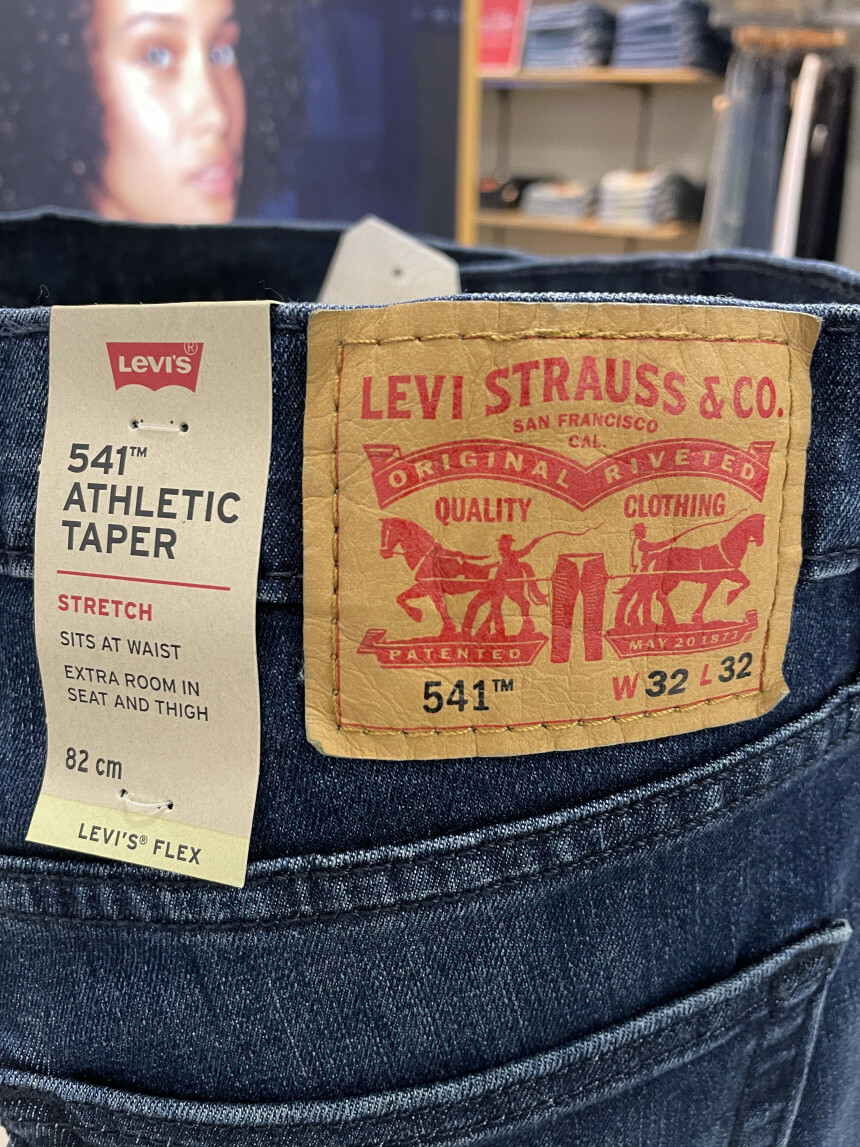 LEVI'S®
541™
ATHLETIC
TAPER
STRETCH
SITS AT WAIST
EXTRA ROOM IN
SEAT AND THIGH
82 cm
LEVI'S® FLEX
LEVI STRAUSS & CO.
SAN FRANCISCO
CAL.
ORIGINAL RIVETED
QUALITY CLOTHING
PATENTED MAY 20 1873
541™ W 32 L 32